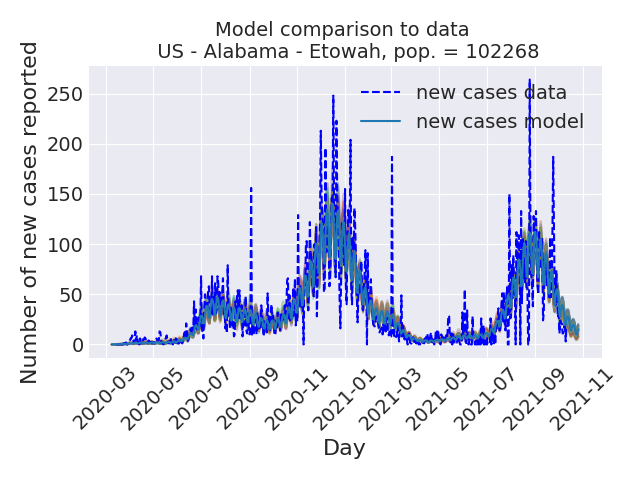 Model comparison to data
US - Alabama - Etowah, pop. = 102268
Number of new cases reported
250
200
150
100
50
0
new cases data
new cases model
2020-03
2020-05
2020-07
2020-09
2020-11
2021-01
2021-03
2021-05
2021-07
2021-09
2021-11
Day